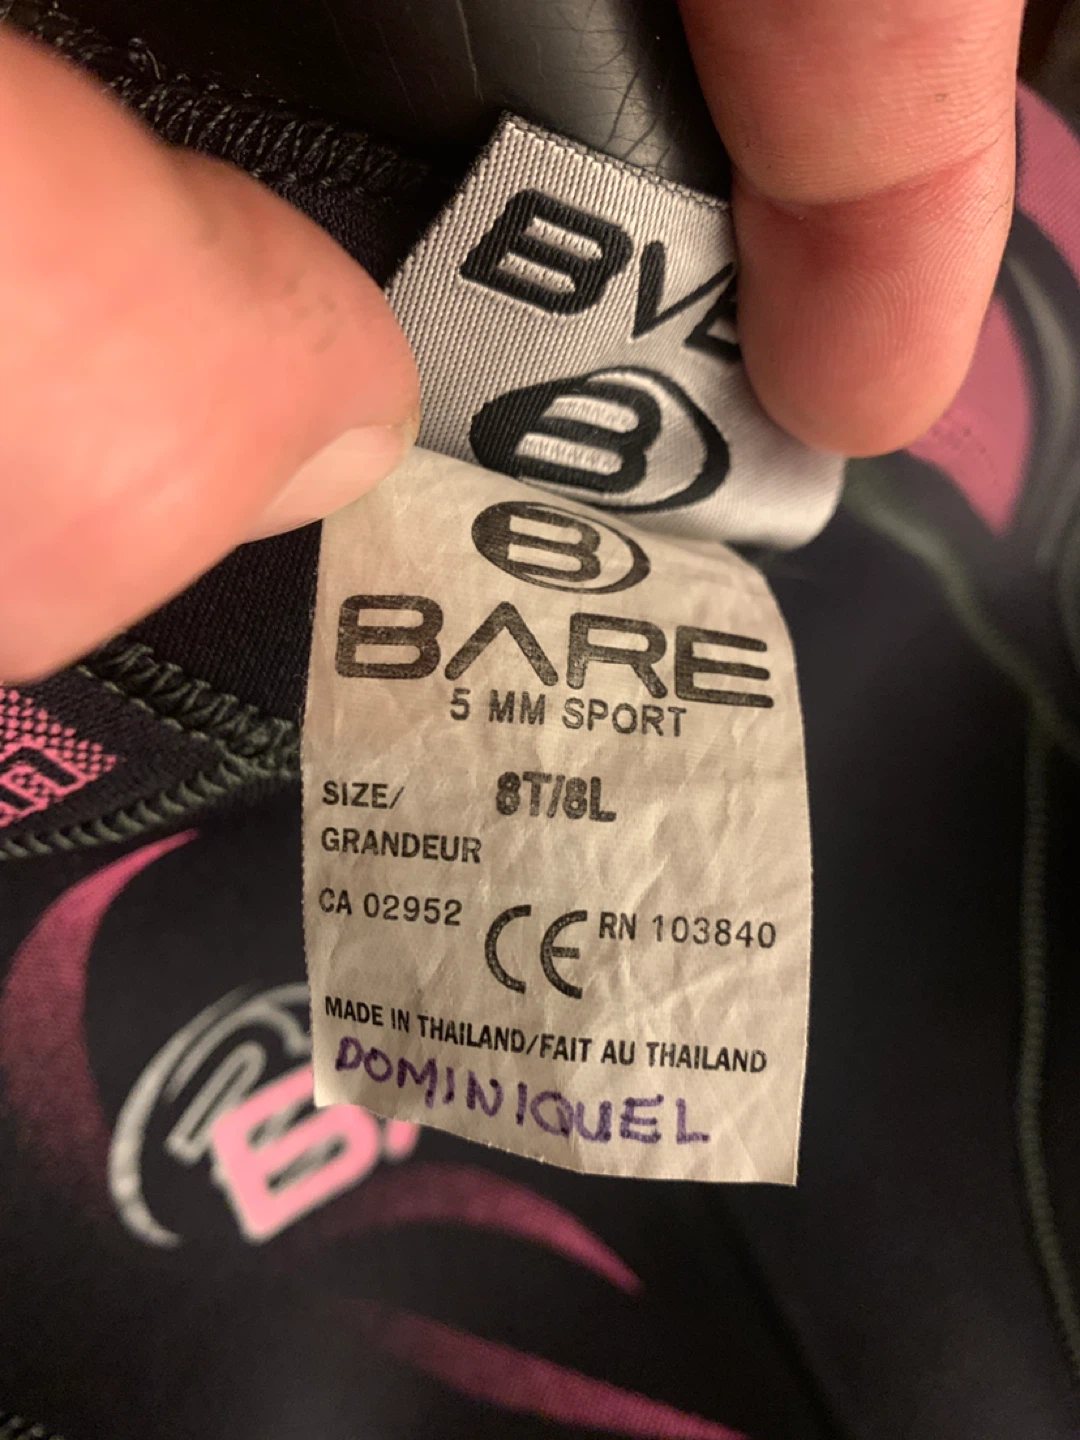 B
B
BARE
5 MM SPORT
SIZE/ 8T/8L
GRANDEUR
CA 02952 CE RN 103840
MADE IN THAILAND/FAIT AU THAILAND
DOMINIQUEL